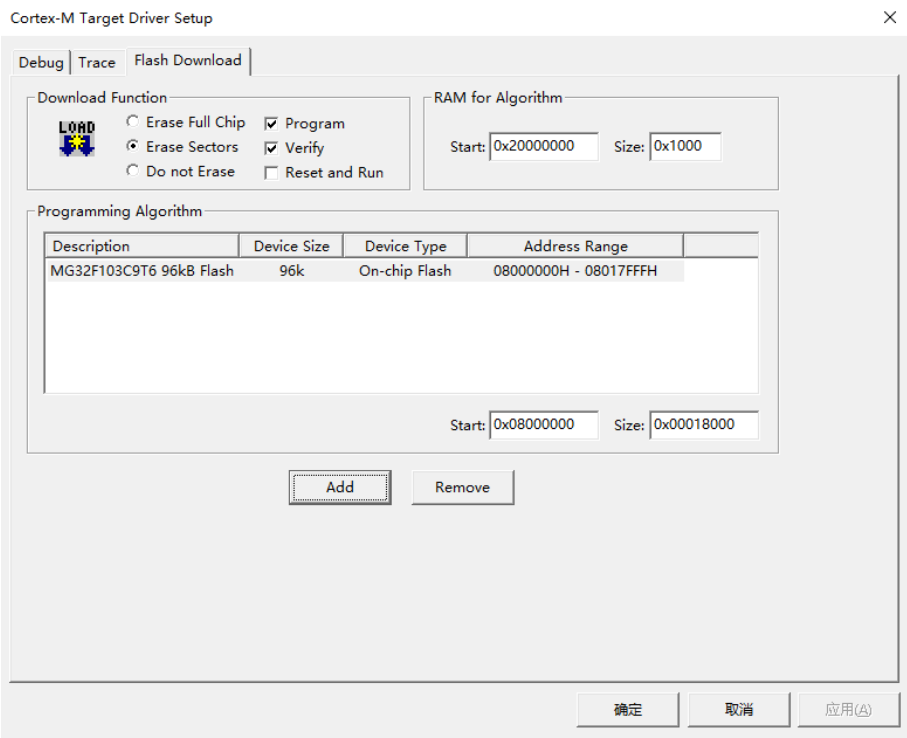 Cortex-M Target Driver Setup
Debug Trace Flash Download
Download Function
LOAD
Erase Full Chip
Erase Sectors
Do not Erase
Program
Verify
Reset and Run
RAM for Algorithm
Start: 0x20000000 Size: 0x1000
Programming Algorithm
Description Device Size Device Type Address Range
MG32F103C9T6 96kB Flash 96k On-chip Flash 08000000H - 08017FFFH
Start: 0x08000000 Size: 0x00018000
Add Remove
确定 取消 应用(A)